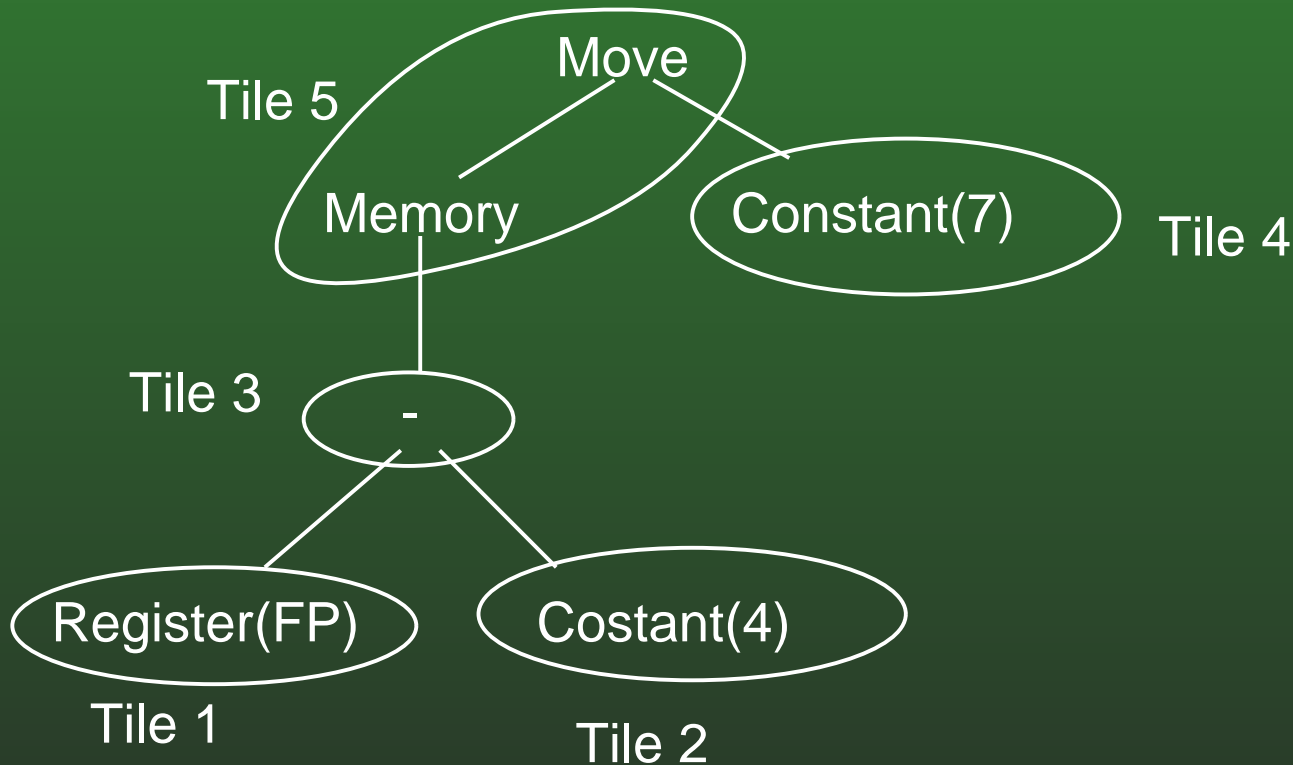 Move
Tile 5
Memory
Constant(7)
Tile 4
Tile 3
-
Register(FP)
Costant(4)
Tile 1
Tile 2